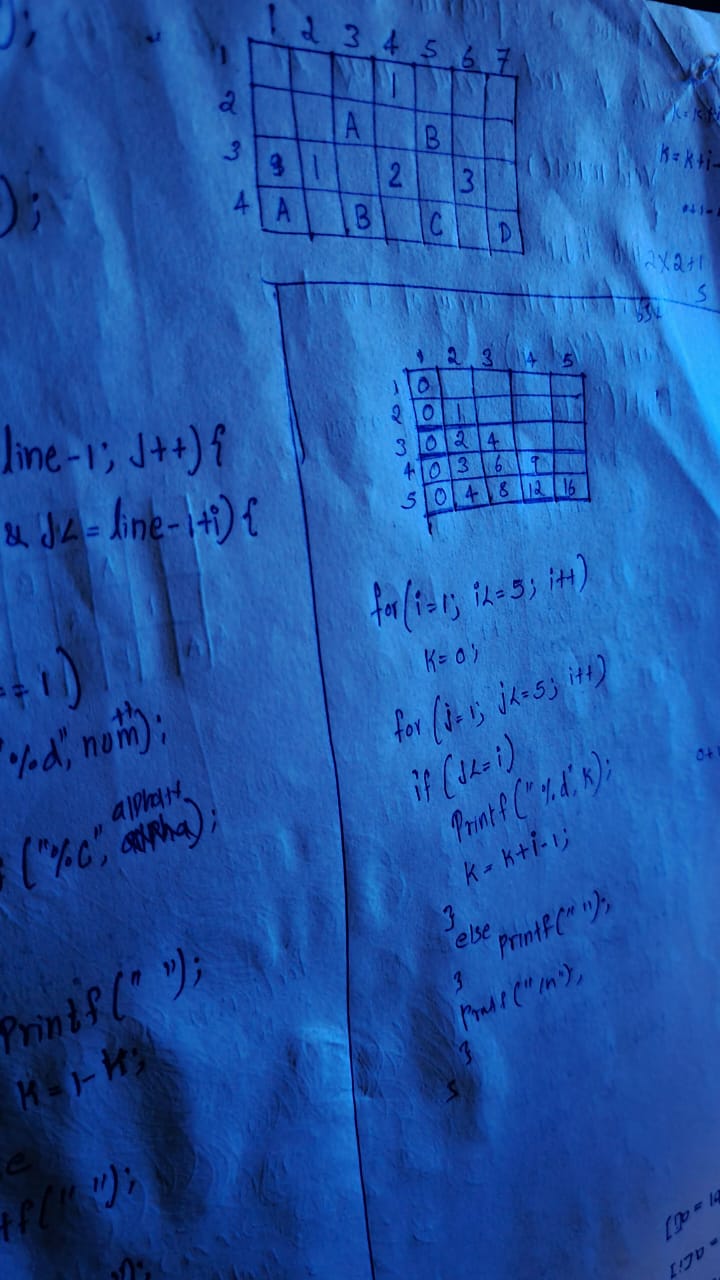 );
1 2 3 4 5 6 7
1 1
2 A B
3 1 2 3
4 A B C D
);
k=k+i-
2x2+1
5
line-1; J++) {
& J<= line-1+i) {
== 1)
"%d", num++);
("%c", alpha++);
printf(" ");
K=1-K;
e
tf(" ");
1 2 3 4 5
1 0
2 0 1
3 0 2 4
4 0 3 6 9
5 0 4 8 12 16
for(i=1; i<=5; i++)
K=0;
for (j=1; j<=5; i++)
if (J<=i)
Printf("%d", K);
K=K+i-1;
}
else printf(" ");
}
printf("\n");
}